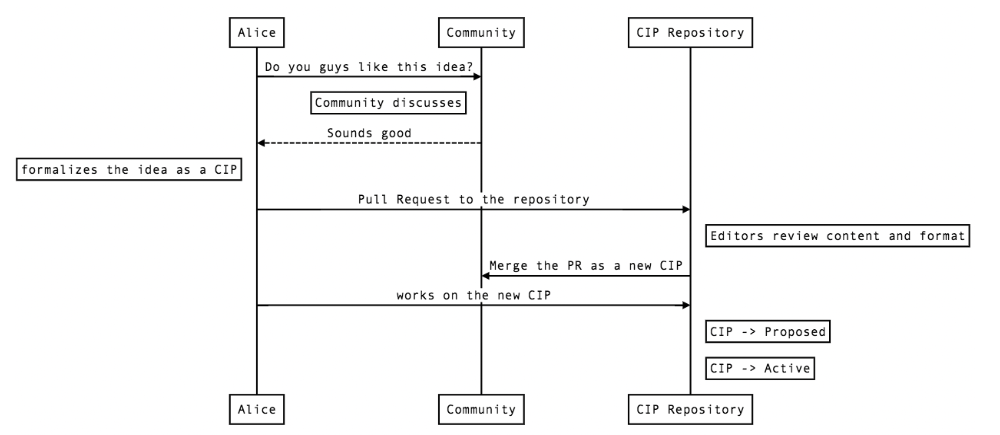 Alice
Community
CIP Repository
Do you guys like this idea?
Community discusses
Sounds good
formalizes the idea as a CIP
Pull Request to the repository
Editors review content and format
Merge the PR as a new CIP
works on the new CIP
CIP -> Proposed
CIP -> Active
Alice
Community
CIP Repository